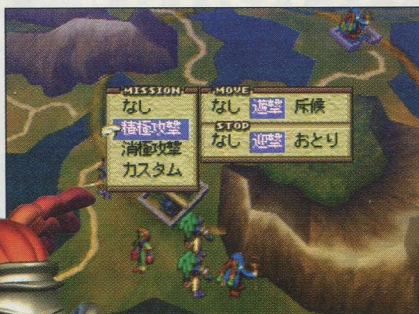 MISSION
なし
積極攻撃
消極攻撃
カスタム
MOVE
なし 遊撃 斥候
STOP
なし 迎撃 おとり